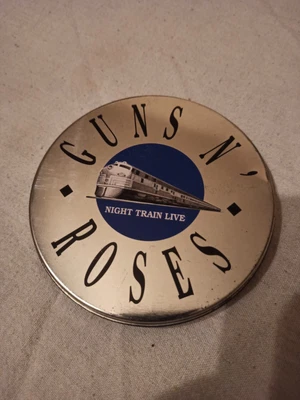 GUNS N'
NIGHT TRAIN LIVE
ROSES